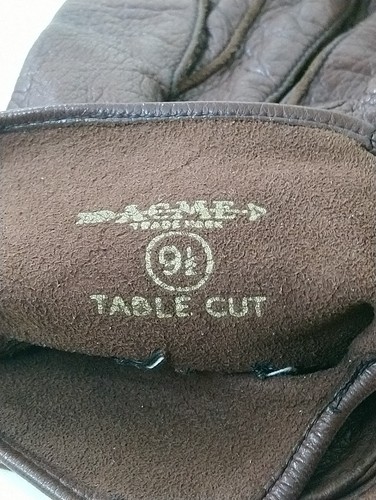 ACME
TRADE MARK
9½
TABLE CUT